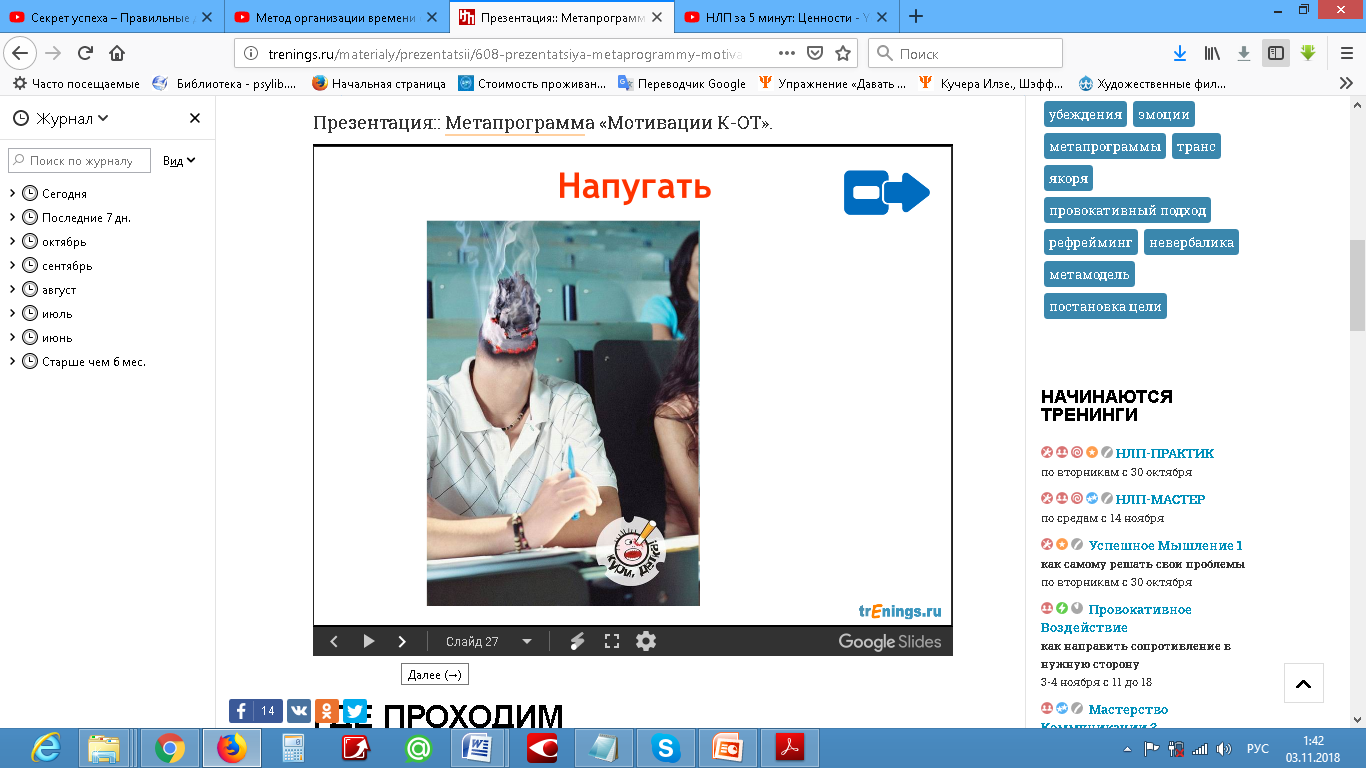 Секрет успеха – Правильные
Метод организации времени
Презентация:: Метапрограмм
НЛП за 5 минут: Ценности - Y
trenings.ru/materialy/prezentatsii/608-prezentatsiya-metaprogrammy-motiva
Поиск
Часто посещаемые
Библиотека - psylib....
Начальная страница
Стоимость проживан...
Переводчик Google
Упражнение «Давать ...
Кучера Илзе., Шэфф...
Художественные фил...
Журнал
Поиск по журналу
Вид
Сегодня
Последние 7 дн.
октябрь
сентябрь
август
июль
июнь
Старше чем 6 мес.
Презентация:: Метапрограмма «Мотивации К-ОТ».
Напугать
кури, детка!
trEnings.ru
Слайд 27
Google Slides
Далее (→)
14
ГДЕ ПРОХОДИМ
убеждения эмоции
метапрограммы транс
якоря
провокативный подход
рефрейминг невербалика
метамодель
постановка цели
НАЧИНАЮТСЯ
ТРЕНИНГИ
НЛП-ПРАКТИК
по вторникам с 30 октября
НЛП-МАСТЕР
по средам с 14 ноября
Успешное Мышление 1
как самому решать свои проблемы
по вторникам с 30 октября
Провокативное
Воздействие
как направить сопротивление в
нужную сторону
3-4 ноября с 11 до 18
Мастерство
Коммуникации 3
РУС
1:42
03.11.2018